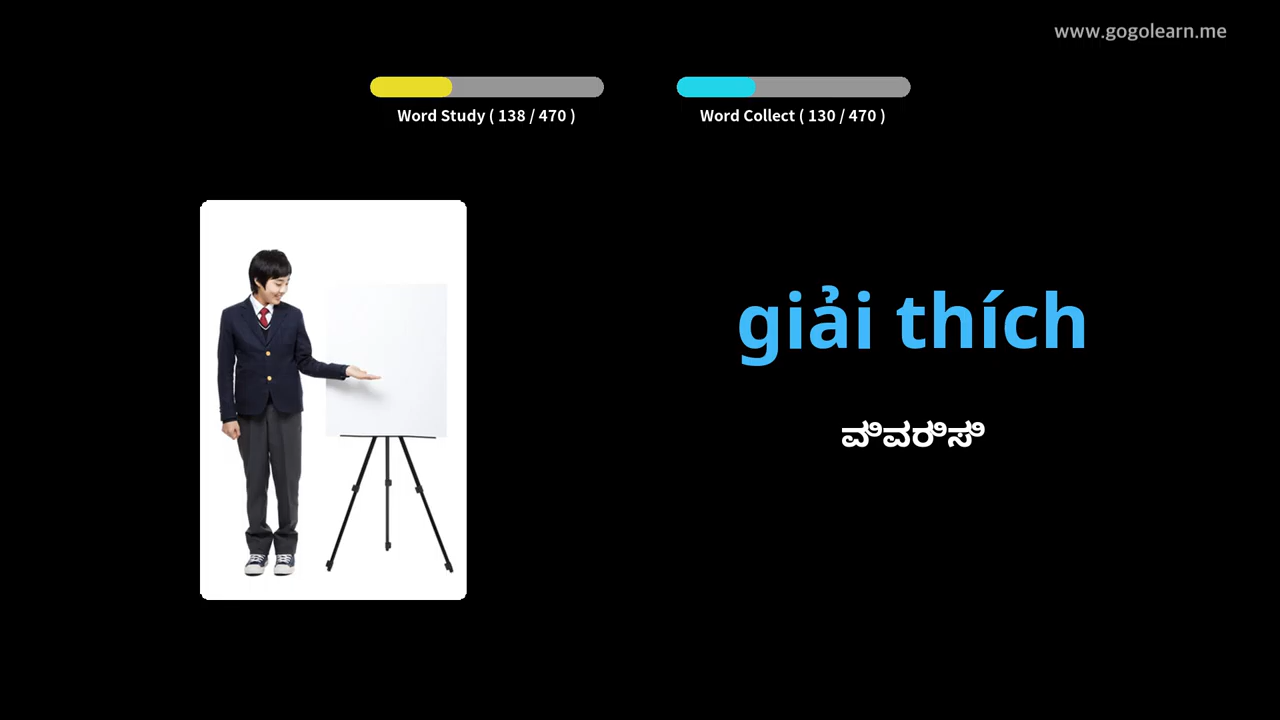 www.gogolearn.me
Word Study ( 138 / 470 )
Word Collect ( 130 / 470 )
giải thích
ವಿವರಿಸಿ